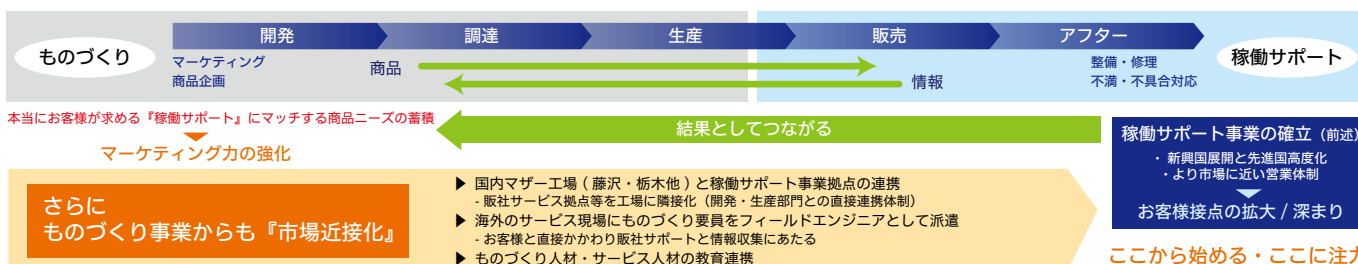 開発
調達
生産
販売
アフター
ものづくり
マーケティング
商品企画
商品
情報
整備・修理
不満・不具合対応
稼働サポート
本当にお客様が求める『稼働サポート』にマッチする商品ニーズの蓄積
マーケティング力の強化
結果としてつながる
稼働サポート事業の確立 (前述)
・ 新興国展開と先進国高度化
・より市場に近い営業体制
お客様接点の拡大 / 深まり
さらに
ものづくり事業からも『市場近接化』
▶ 国内マザー工場 ( 藤沢・栃木他 ) と稼働サポート事業拠点の連携
- 販社サービス拠点等を工場に隣接化（開発・生産部門との直接連携体制）
▶ 海外のサービス現場にものづくり要員をフィールドエンジニアとして派遣
- お客様と直接かかわり販社サポートと情報収集にあたる
▶ ものづくり人材・サービス人材の教育連携
ここから始める・ここに注力